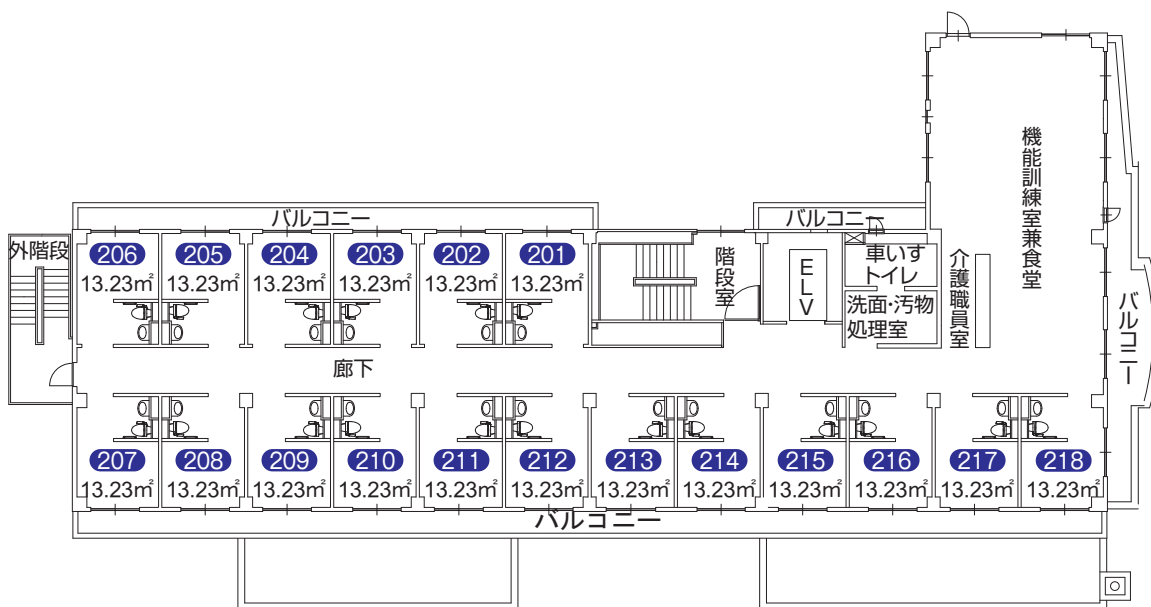 機能訓練室兼食堂
バルコニー
バルコニー
外階段
206
205
204
203
202
201
13.23㎡
13.23㎡
13.23㎡
13.23㎡
13.23㎡
13.23㎡
階段室
ELV
車いす
トイレ
洗面・汚物
処理室
介護職員室
バルコニー
廊下
207
208
209
210
211
212
213
214
215
216
217
218
13.23㎡
13.23㎡
13.23㎡
13.23㎡
13.23㎡
13.23㎡
13.23㎡
13.23㎡
13.23㎡
13.23㎡
13.23㎡
13.23㎡
バルコニー